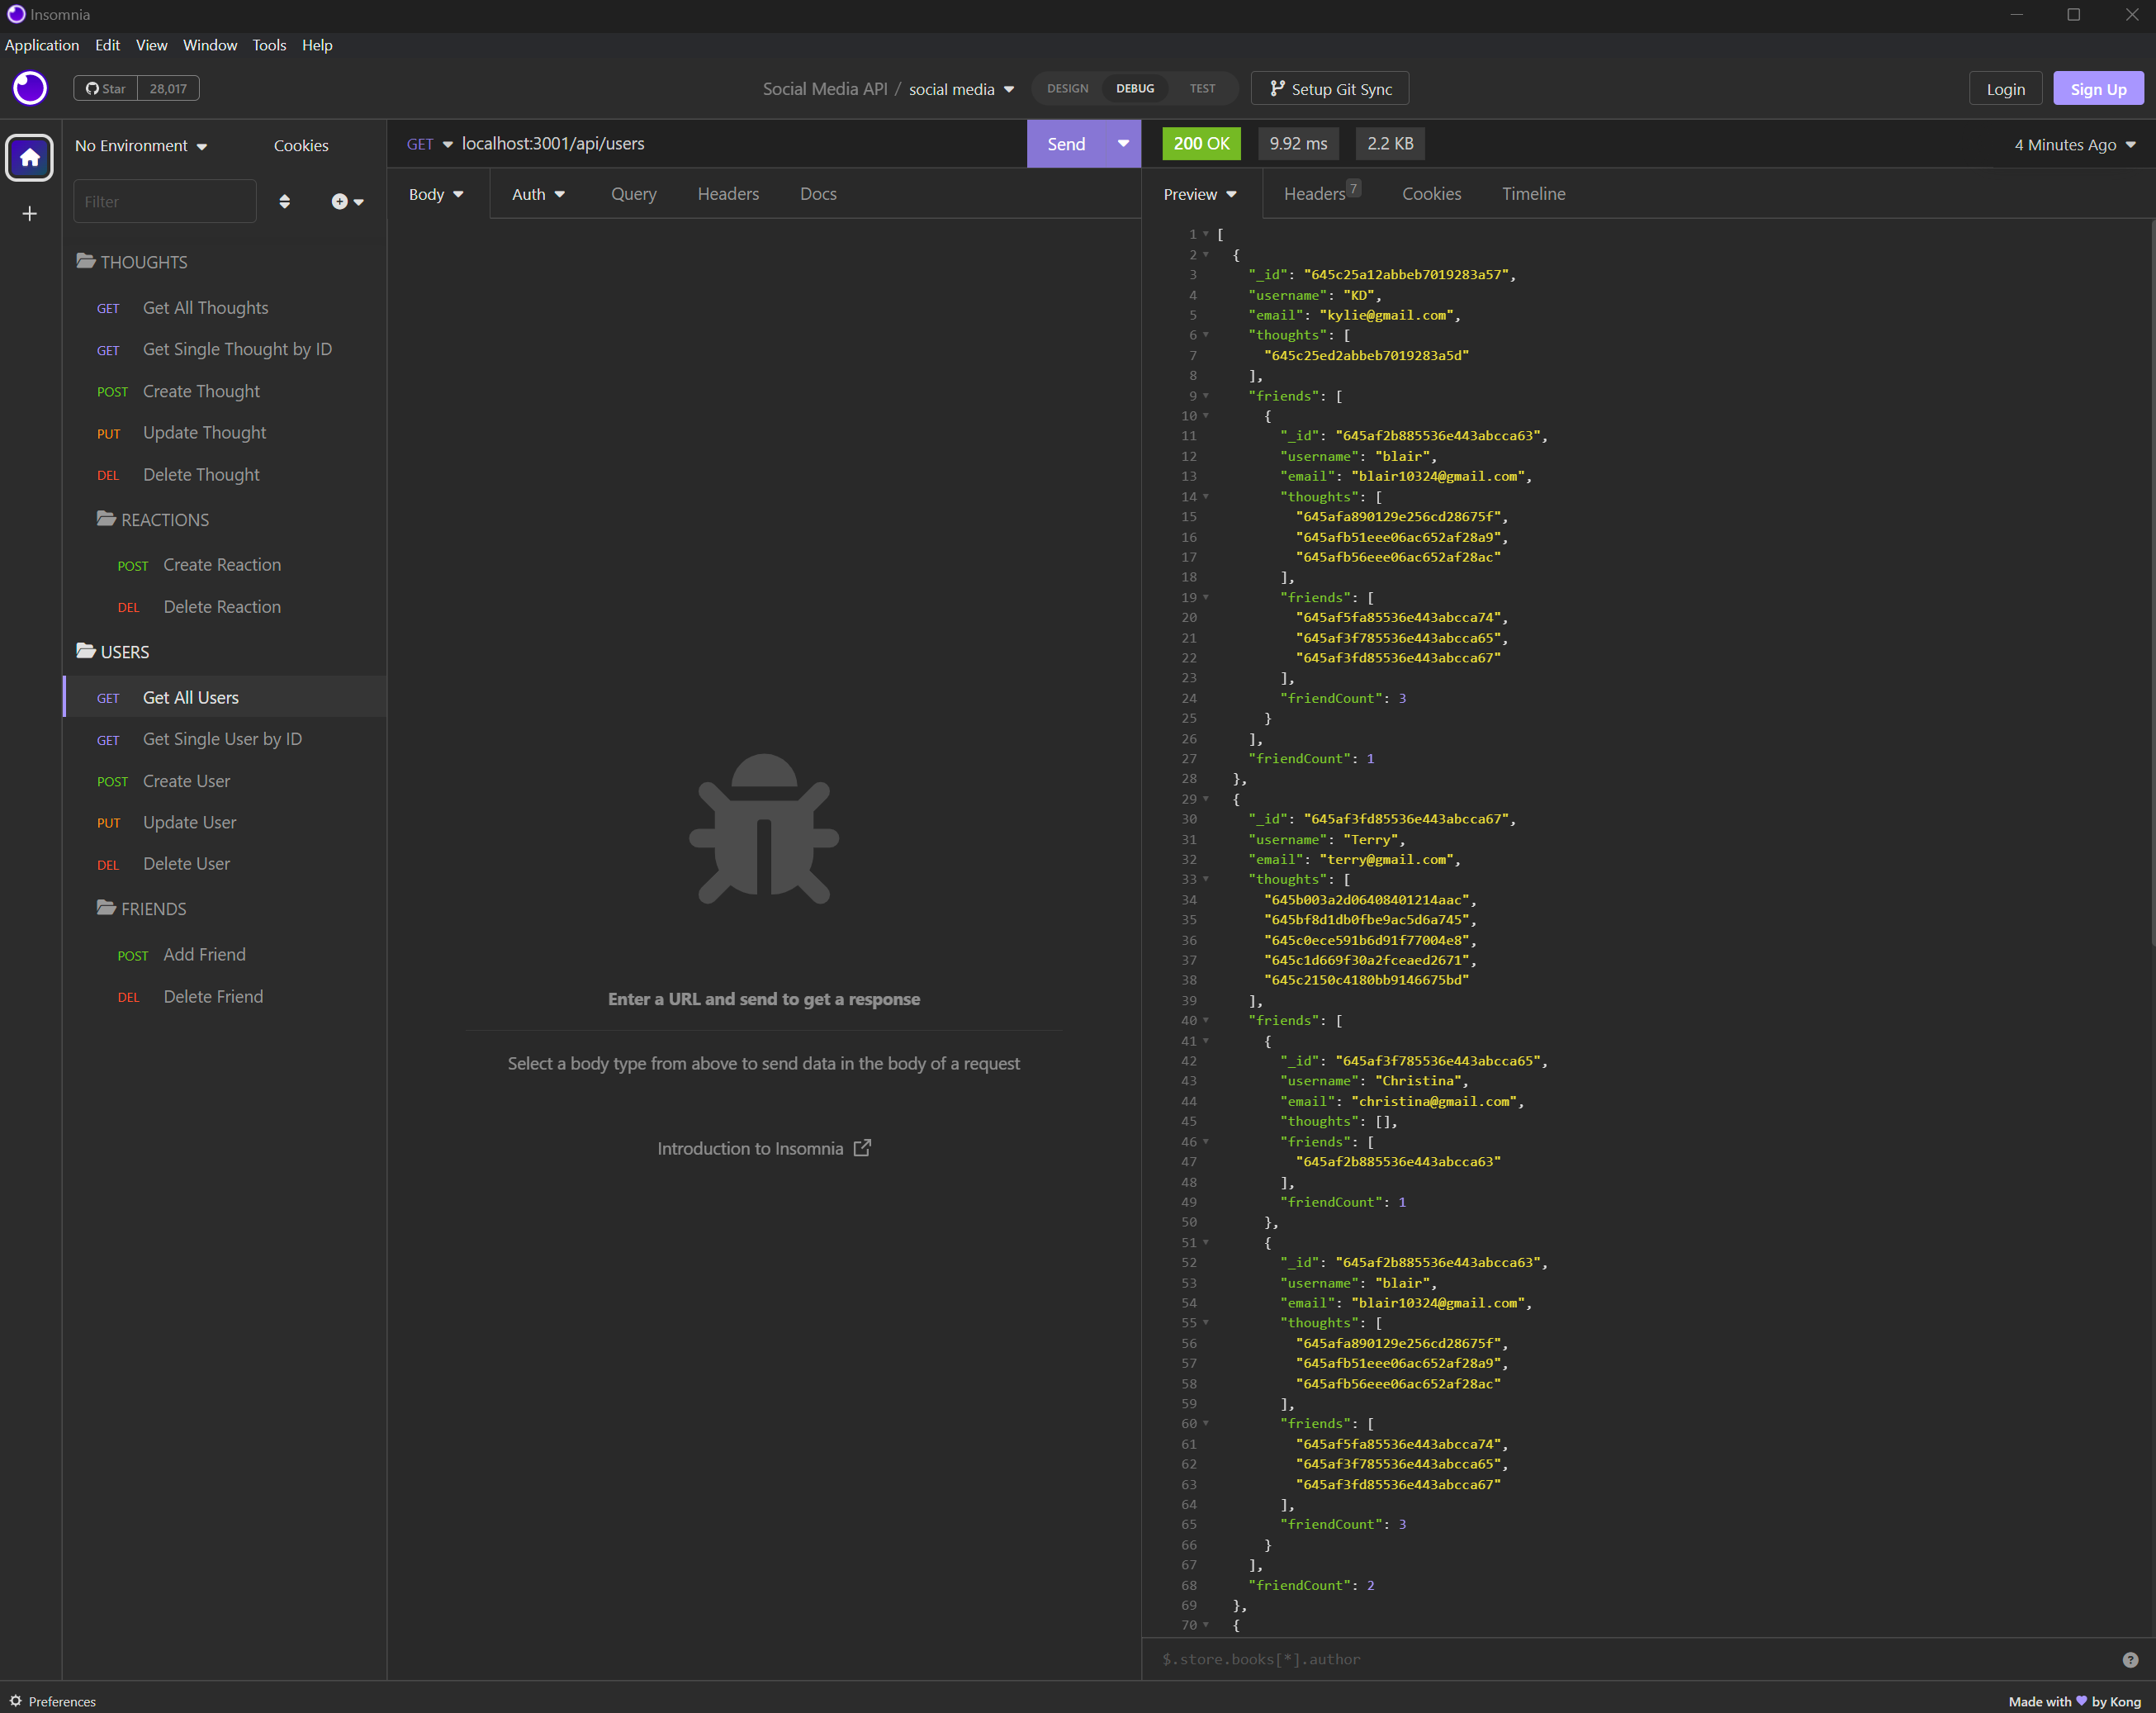 Insomnia
Application Edit View Window Tools Help
Star 28,017
Social Media API / social media
DESIGN DEBUG TEST
Setup Git Sync
Login
Sign Up
No Environment
Cookies
Filter
THOUGHTS
GET Get All Thoughts
GET Get Single Thought by ID
POST Create Thought
PUT Update Thought
DEL Delete Thought
REACTIONS
POST Create Reaction
DEL Delete Reaction
USERS
GET Get All Users
GET Get Single User by ID
POST Create User
PUT Update User
DEL Delete User
FRIENDS
POST Add Friend
DEL Delete Friend
GET localhost:3001/api/users
Send
Body Auth Query Headers Docs
Enter a URL and send to get a response
Select a body type from above to send data in the body of a request
Introduction to Insomnia
200 OK 9.92 ms 2.2 KB
4 Minutes Ago
Preview Headers 7 Cookies Timeline
1 [
2 {
3 "_id": "645c25a12abbeb7019283a57",
4 "username": "KD",
5 "email": "kylie@gmail.com",
6 "thoughts": [
7 "645c25ed2abbeb7019283a5d"
8 ],
9 "friends": [
10 {
11 "_id": "645af2b885536e443abcca63",
12 "username": "blair",
13 "email": "blair10324@gmail.com",
14 "thoughts": [
15 "645afa890129e256cd28675f",
16 "645afb51eee06ac652af28a9",
17 "645afb56eee06ac652af28ac"
18 ],
19 "friends": [
20 "645af5fa85536e443abcca74",
21 "645af3f785536e443abcca65",
22 "645af3fd85536e443abcca67"
23 ],
24 "friendCount": 3
25 }
26 ],
27 "friendCount": 1
28 },
29 {
30 "_id": "645af3fd85536e443abcca67",
31 "username": "Terry",
32 "email": "terry@gmail.com",
33 "thoughts": [
34 "645b003a2d06408401214aac",
35 "645bf8d1db0fbe9ac5d6a745",
36 "645c0ece591b6d91f77004e8",
37 "645c1d669f30a2fceaed2671",
38 "645c2150c4180bb9146675bd"
39 ],
40 "friends": [
41 {
42 "_id": "645af3f785536e443abcca65",
43 "username": "Christina",
44 "email": "christina@gmail.com",
45 "thoughts": [],
46 "friends": [
47 "645af2b885536e443abcca63"
48 ],
49 "friendCount": 1
50 },
51 {
52 "_id": "645af2b885536e443abcca63",
53 "username": "blair",
54 "email": "blair10324@gmail.com",
55 "thoughts": [
56 "645afa890129e256cd28675f",
57 "645afb51eee06ac652af28a9",
58 "645afb56eee06ac652af28ac"
59 ],
60 "friends": [
61 "645af5fa85536e443abcca74",
62 "645af3f785536e443abcca65",
63 "645af3fd85536e443abcca67"
64 ],
65 "friendCount": 3
66 }
67 ],
68 "friendCount": 2
69 },
70 {
$.store.books[*].author
Preferences
Made with by Kong